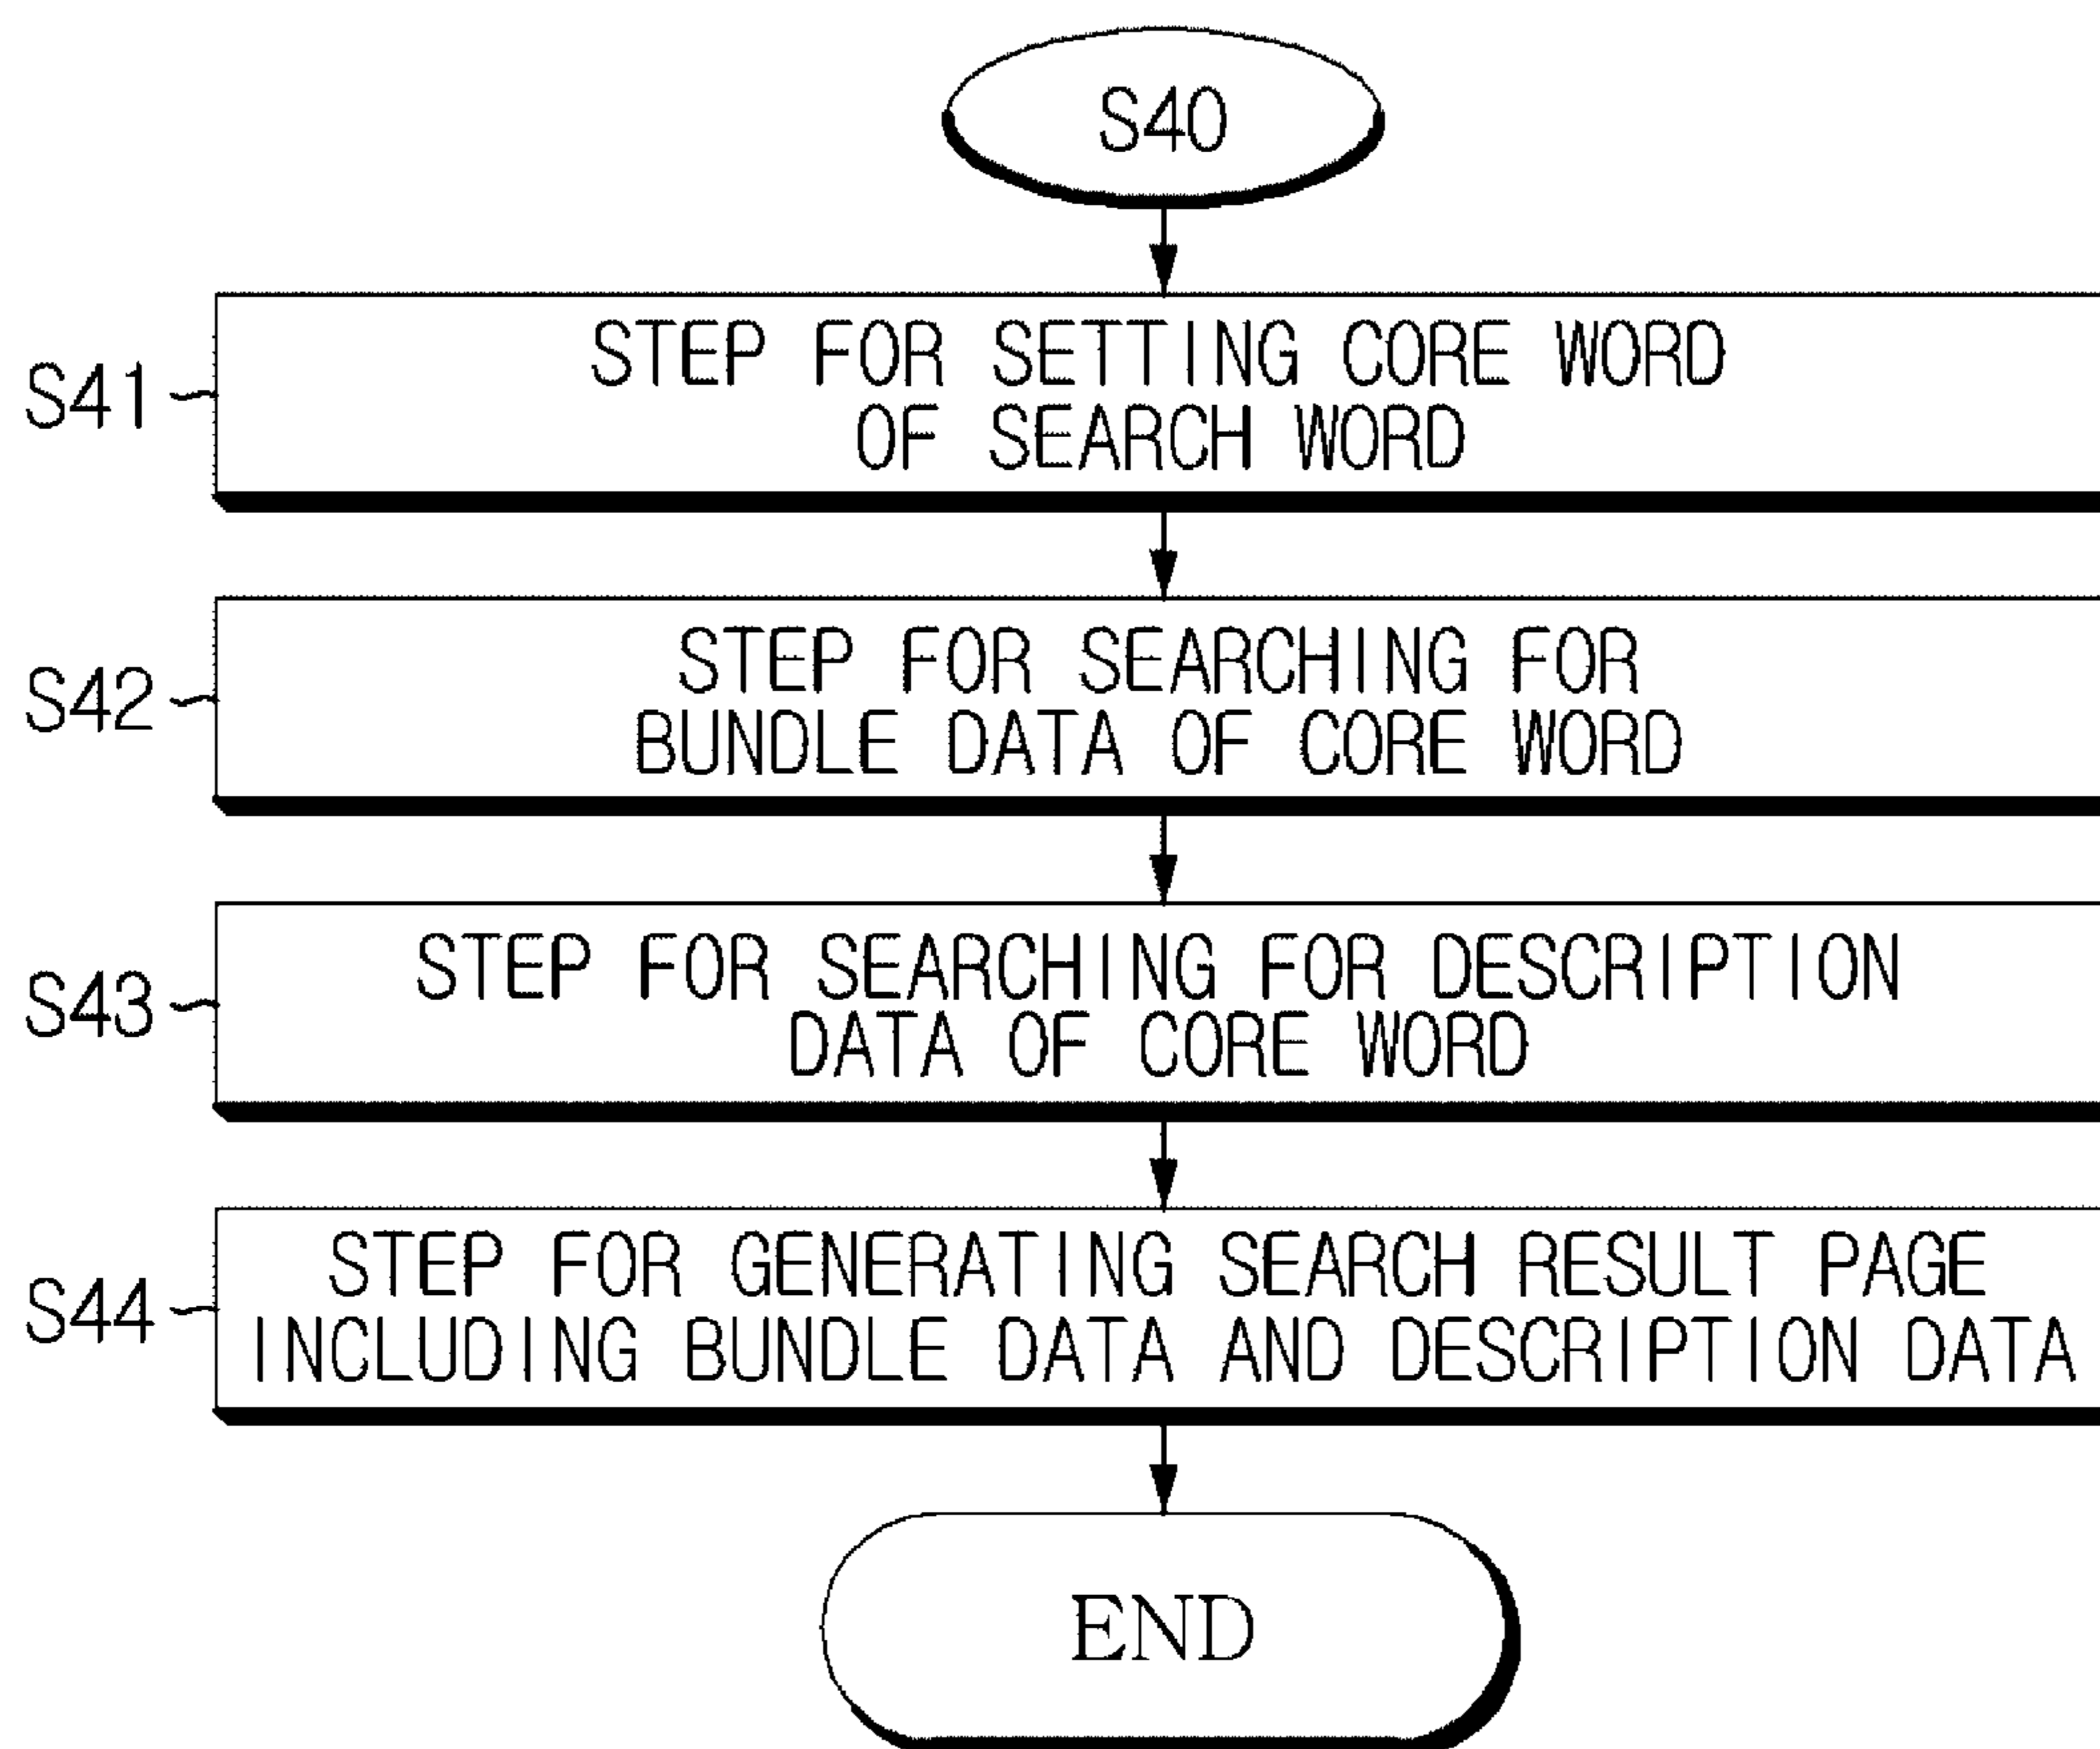 S40
S41
STEP FOR SETTING CORE WORD
OF SEARCH WORD
S42
STEP FOR SEARCHING FOR
BUNDLE DATA OF CORE WORD
S43
STEP FOR SEARCHING FOR DESCRIPTION
DATA OF CORE WORD
S44
STEP FOR GENERATING SEARCH RESULT PAGE
INCLUDING BUNDLE DATA AND DESCRIPTION DATA
END